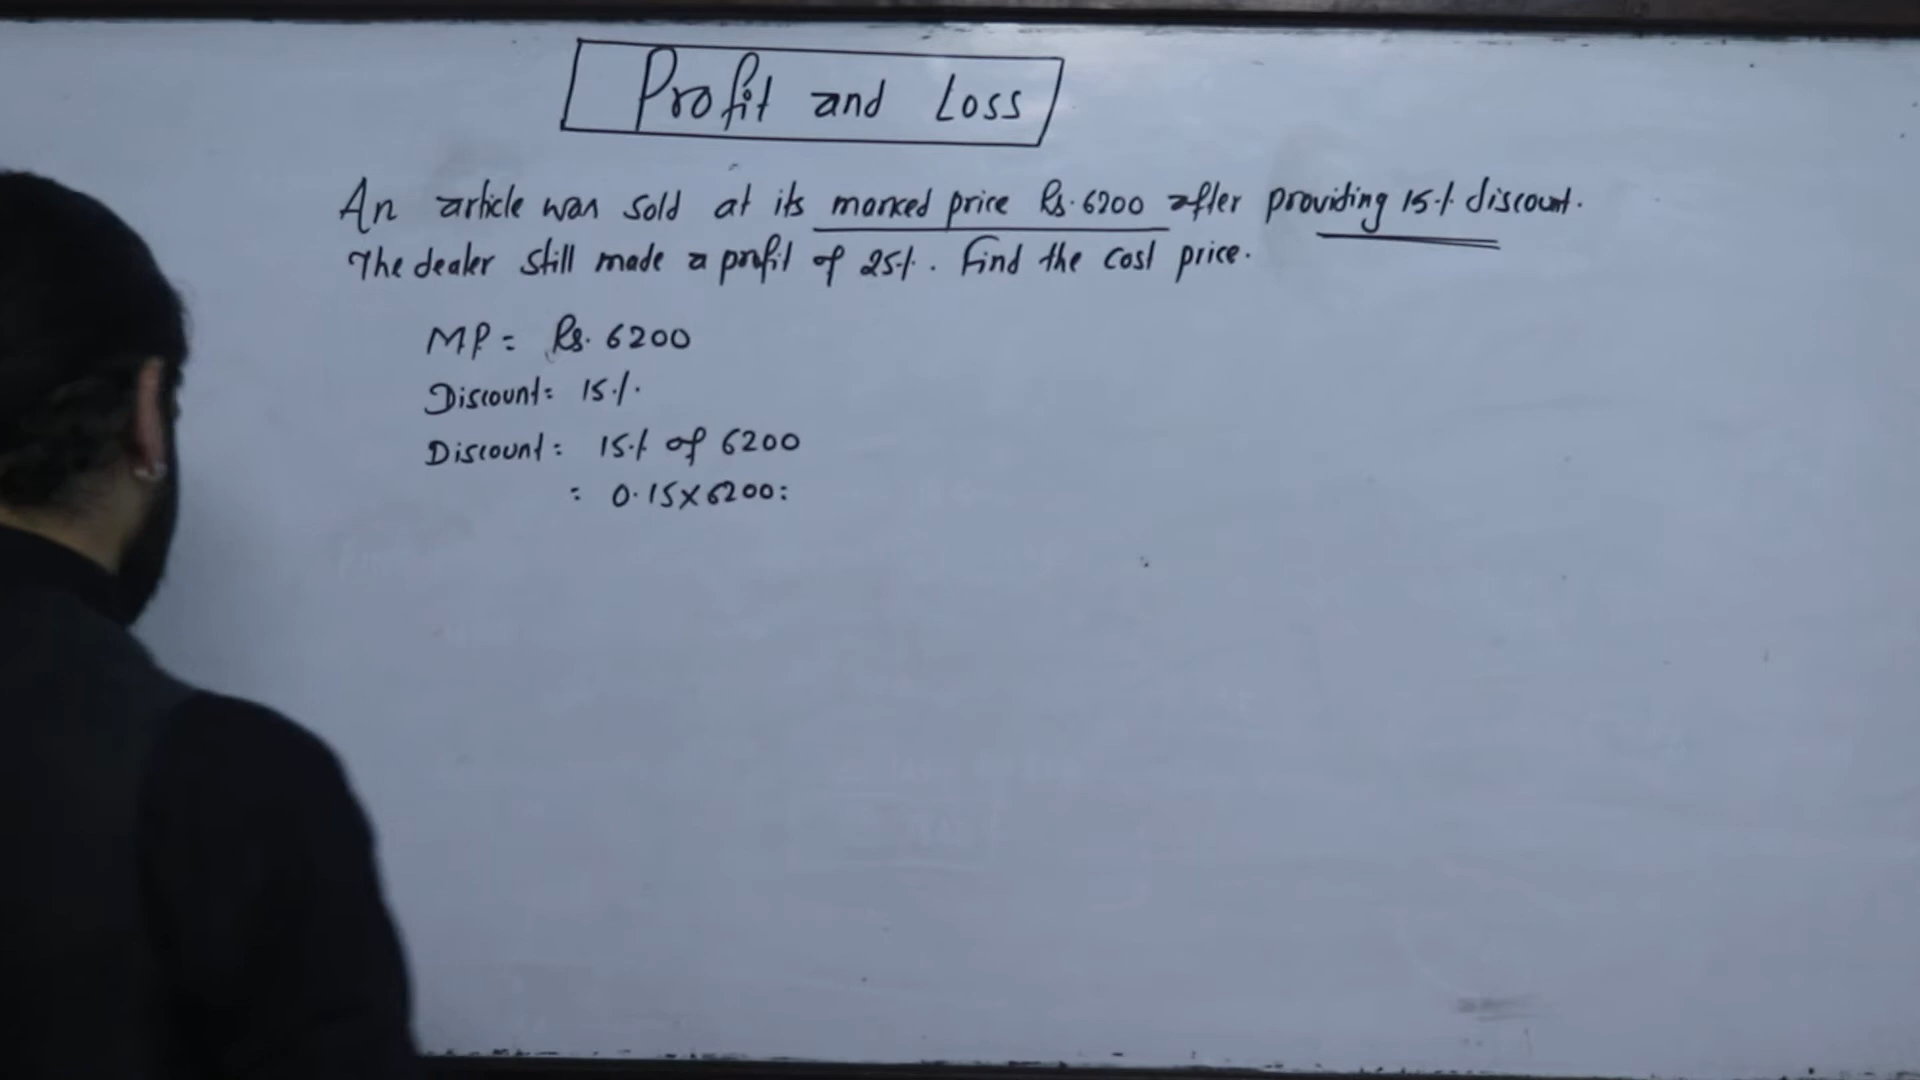 Profit and Loss
An article was sold at its marked price Rs. 6200 after providing 15% discount.
The dealer still made a profit of 25%. Find the cost price.
MP = Rs. 6200
Discount = 15%.
Discount = 15% of 6200
= 0.15×6200=